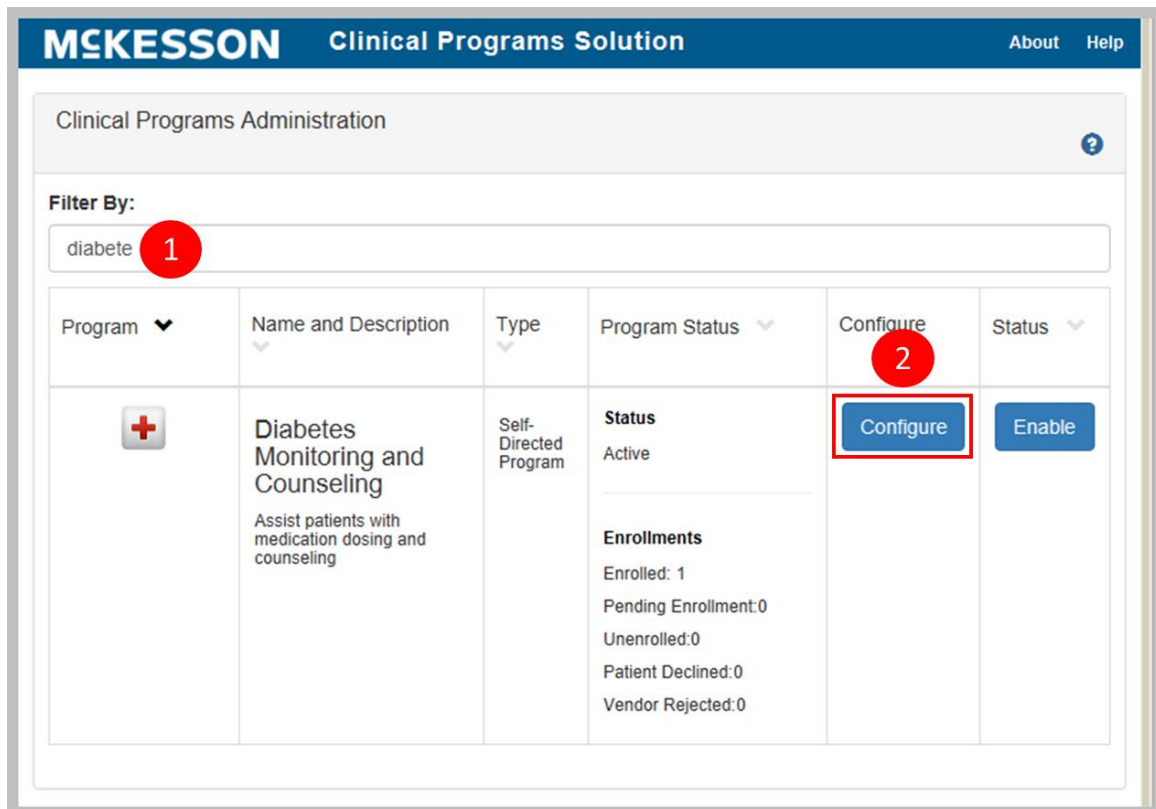 MCKESSON Clinical Programs Solution About Help
Clinical Programs Administration
?
Filter By:
diabete 1
Program Name and Description Type Program Status Configure Status
2
Diabetes
Monitoring and
Counseling
Assist patients with
medication dosing and
counseling
Self-
Directed
Program
Status
Active
Enrollments
Enrolled: 1
Pending Enrollment:0
Unenrolled:0
Patient Declined:0
Vendor Rejected:0
Configure
Enable